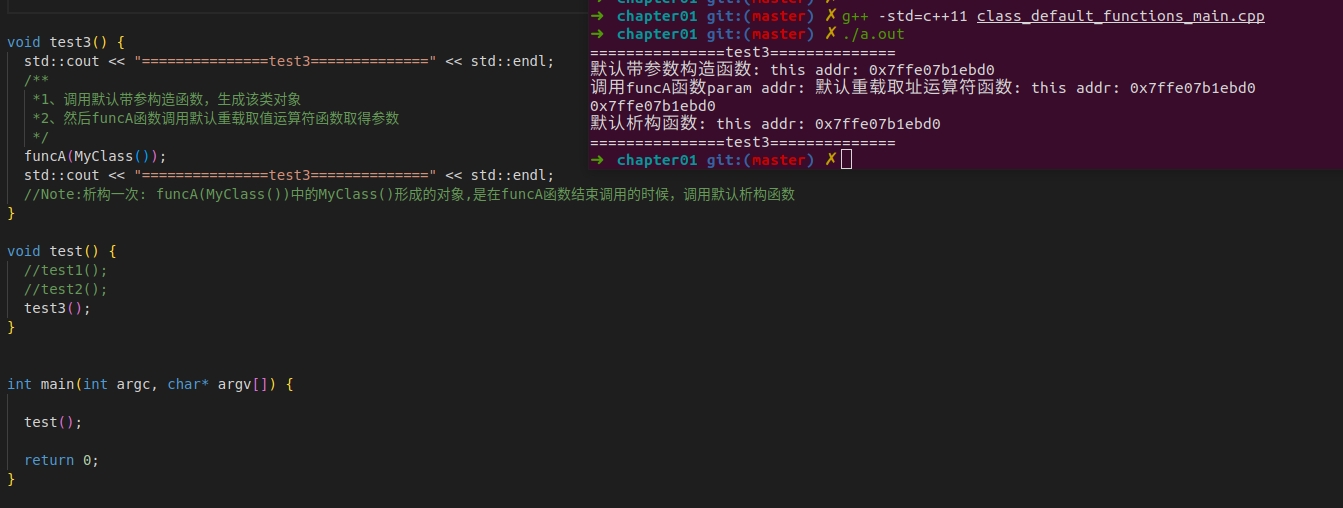 void test3() {
std::cout << "===============test3==============" << std::endl;
/**
*1、调用默认带参构造函数，生成该类对象
*2、然后funcA函数调用默认重载取值运算符函数取得参数
*/
funcA(MyClass());
std::cout << "===============test3==============" << std::endl;
//Note:析构一次: funcA(MyClass())中的MyClass()形成的对象,是在funcA函数结束调用的时候，调用默认析构函数
}
void test() {
//test1();
//test2();
test3();
}
int main(int argc, char* argv[]) {
test();
return 0;
}
➜ chapter01 git:(master) ✗ g++ -std=c++11 class_default_functions_main.cpp
➜ chapter01 git:(master) ✗ ./a.out
===============test3==============
默认带参数构造函数: this addr: 0x7ffe07b1ebd0
调用funcA函数param addr: 默认重载取址运算符函数: this addr: 0x7ffe07b1ebd0
0x7ffe07b1ebd0
默认析构函数: this addr: 0x7ffe07b1ebd0
===============test3==============
➜ chapter01 git:(master) ✗